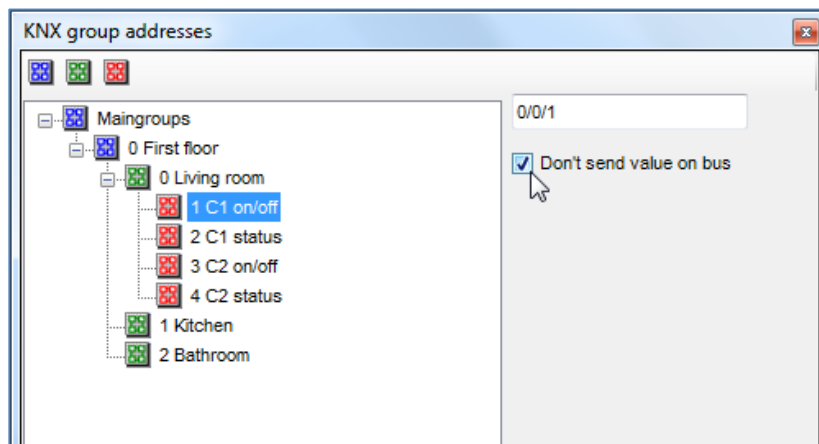 KNX group addresses
Maingroups
0 First floor
0 Living room
1 C1 on/off
2 C1 status
3 C2 on/off
4 C2 status
1 Kitchen
2 Bathroom
0/0/1
Don't send value on bus